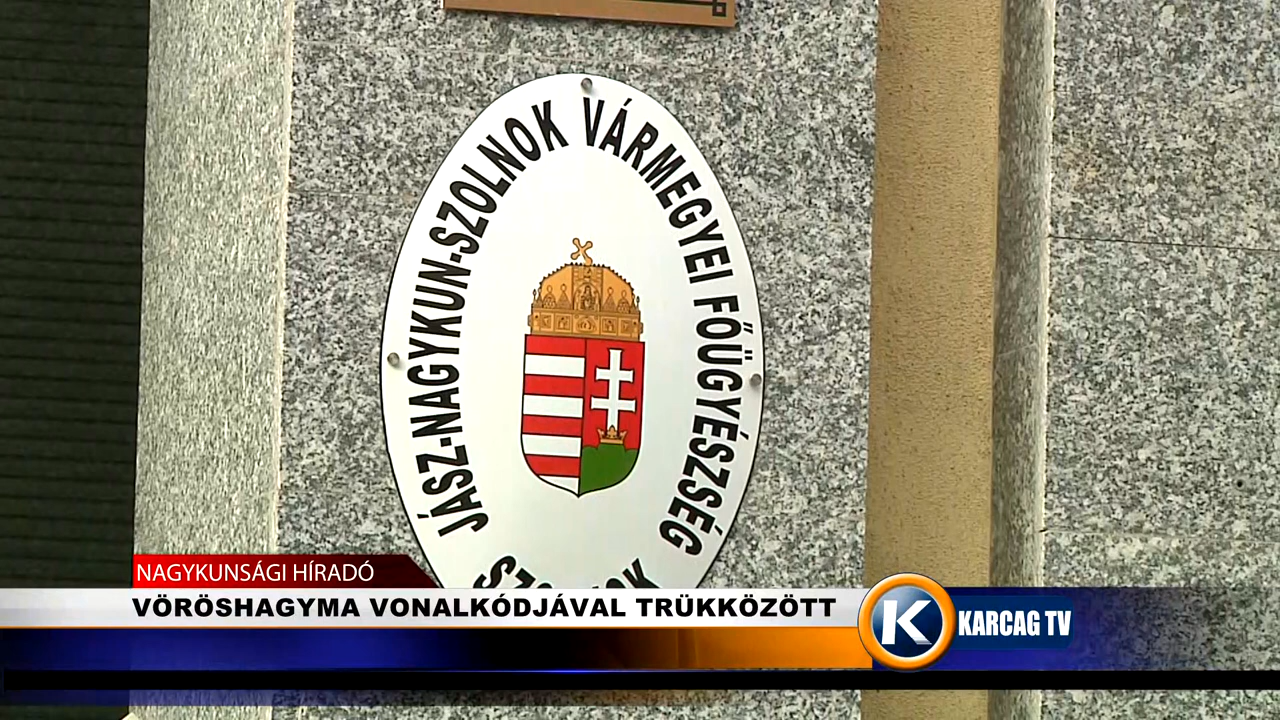 JÁSZ-NAGYKUN-SZOLNOK VÁRMEGYEI FŐÜGYÉSZSÉG
NAGYKUNSÁGI HÍRADÓ
VÖRÖSHAGYMA VONALKÓDJÁVAL TRÜKKÖZÖTT
K KARCAG TV